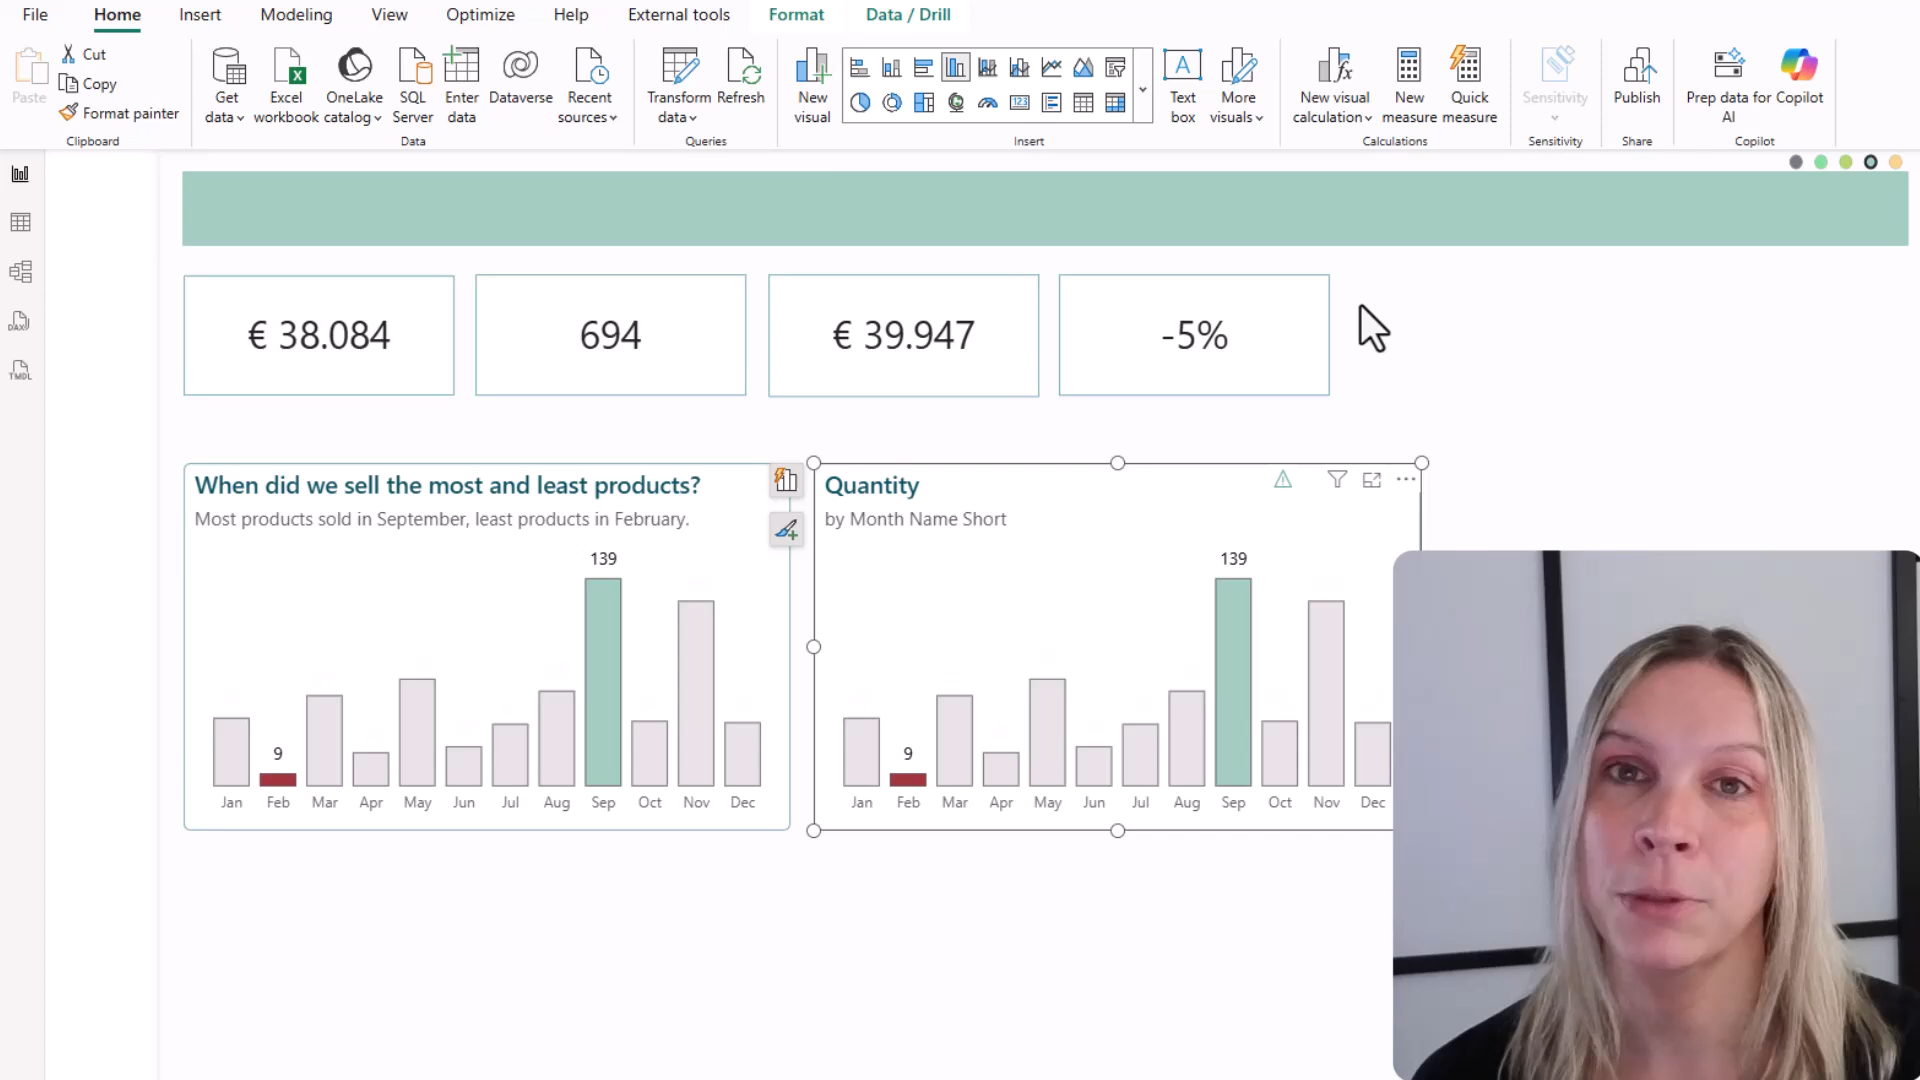 File Home Insert Modeling View Optimize Help External tools Format Data / Drill
Paste
Cut
Copy
Format painter
Clipboard
Get data
Excel workbook
OneLake catalog
SQL Server
Enter data
Dataverse
Recent sources
Data
Transform data
Refresh
Queries
New visual
123
A
Text box
More visuals
Insert
New visual calculation
New measure
Quick measure
Calculations
Sensitivity
Sensitivity
Publish
Share
Prep data for AI
Copilot
Copilot
DAX
TMDL
€ 38.084
694
€ 39.947
-5%
When did we sell the most and least products?
Most products sold in September, least products in February.
139
9
Jan Feb Mar Apr May Jun Jul Aug Sep Oct Nov Dec
Quantity
by Month Name Short
139
9
Jan Feb Mar Apr May Jun Jul Aug Sep Oct Nov Dec